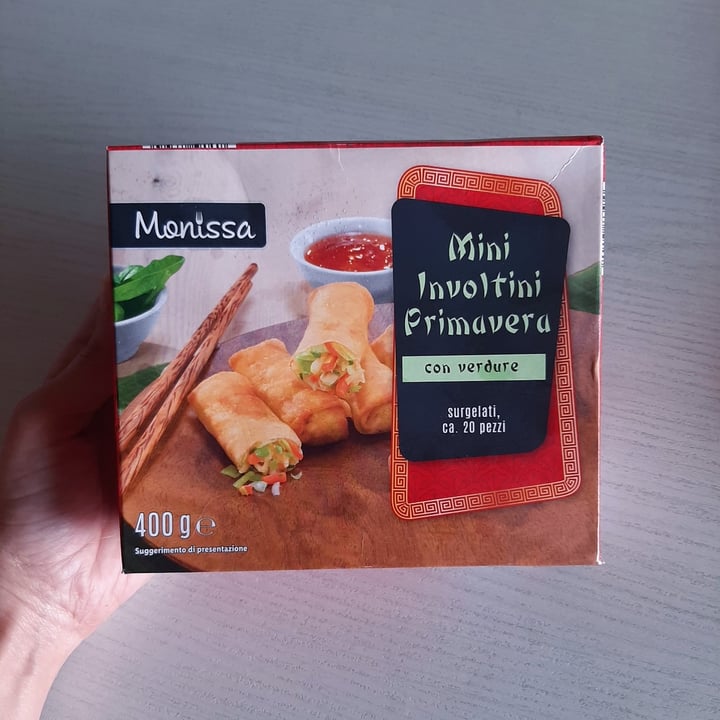 Monissa
Mini
Involtini
Primavera
con verdure
surgelati,
ca. 20 pezzi
400 g e
Suggerimento di presentazione